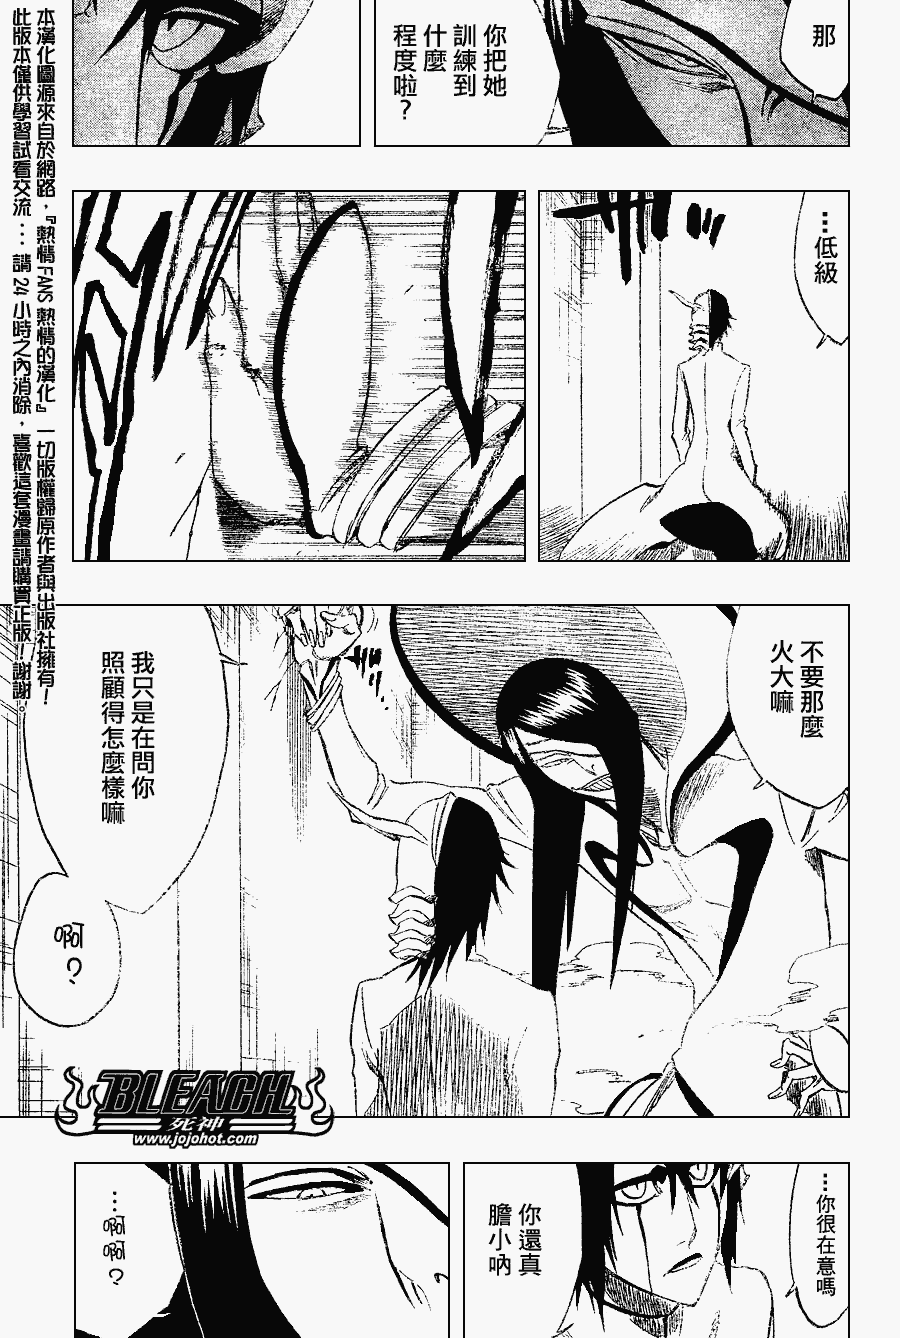 那
你把她
訓練到
什麼
程度啦？
…低級
不要那麼
火大嘛
我只是在問你
照顧得怎麼樣嘛
啊？
…你很在意嗎
你還真
膽小吶
…啊啊？
本漢化圖源來自於網路，『熱情FANS熱情的漢化』一切版權歸原作者與出版社擁有！
此版本僅供學習試看交流…請24小時之內消除，喜歡這套漫畫請購買正版！謝謝。
BLEACH
死神
www.jojohot.com